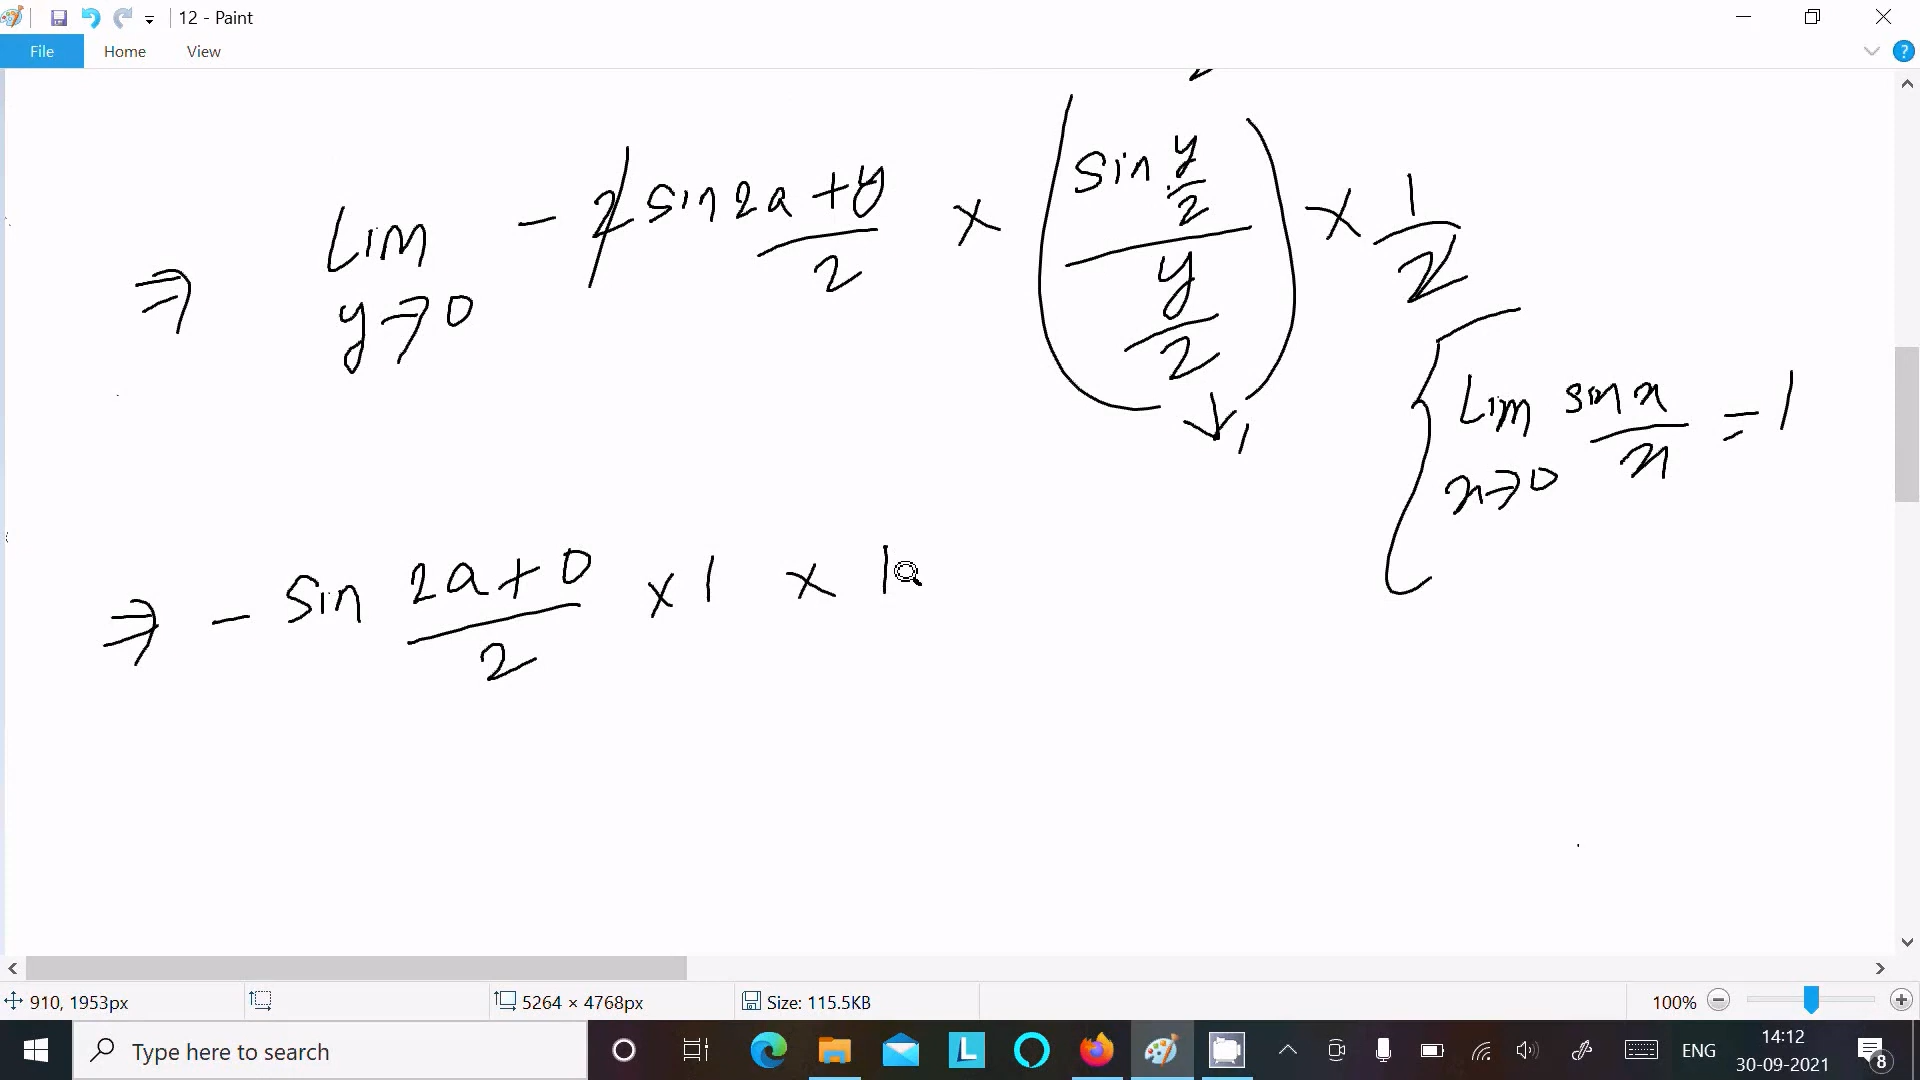 12 - Paint
File Home View
2
⇒ Lim y→0 - 2 sin 2a + y / 2 × ( sin y/2 / y/2 ) × 1/2
↓ 1
{ Lim x→0 sin x / x = 1
⇒ - sin 2a + 0 / 2 × 1 × 1
910, 1953px 5264 × 4768px Size: 115.5KB 100%
Type here to search
L
ENG
14:12
30-09-2021
8